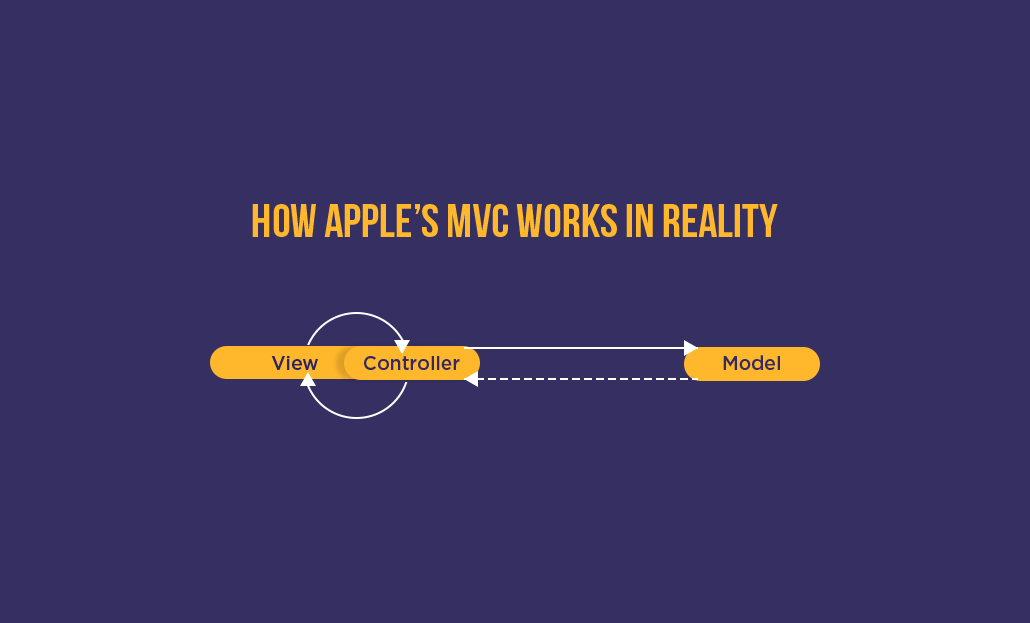 HOW APPLE’S MVC WORKS IN REALITY
View Controller Model